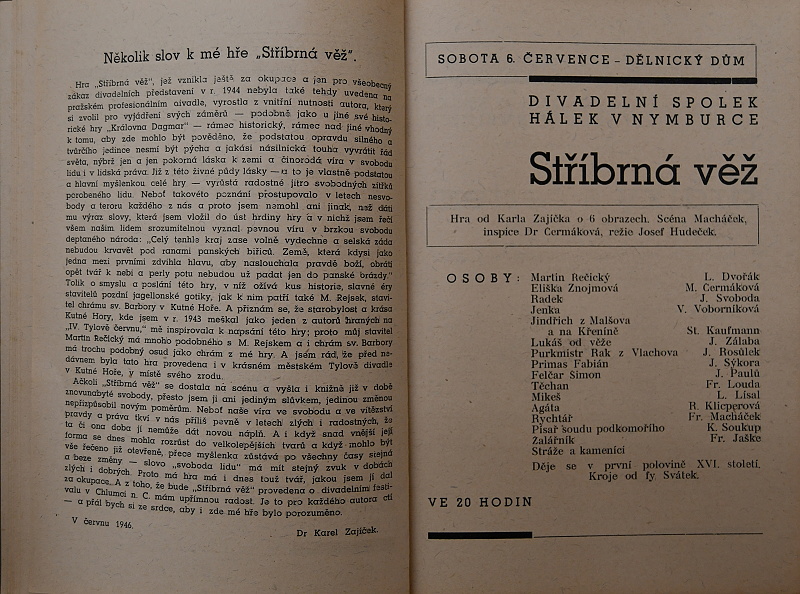 Několik slov k mé hře „Stříbrná věž".
Hra „Stříbrná věž", jež vznikla ještě za okupace a jen pro všeobecný
zákaz divadelních představení v r. 1944 nebyla také tehdy uvedena na
pražském profesionálním divadle, vyrostla z vnitřní nutnosti autora, který
si zvolil pro vyjádření svých záměrů — podobně jako u jiné své histo-
rické hry „Královna Dagmar" — rámec historický, rámec nad jiné vhodný
k tomu, aby zde mohlo být pověděno, že podstatou opravdu silného a
tvůrčího jedince nesmí být pýcha a jakási násilnická touha vyvrátit řád
světa, nýbrž jen a jen pokorná láska k zemi a činorodá víra v svobodu
lidu i v lidská práva. Již z této živné půdy lásky — a to je vlastně podstatou
a hlavní myšlenkou celé hry — vyrůstá radostné jitro svobodných zítřků
porobeného lidu. Neboť takovéto poznání prostupovalo v letech nesvo-
body a teroru každého z nás a proto jsem nemohl ani jinak, než dáti
mu výraz slovy, která jsem vložil do úst hrdiny hry a v nichž jsem řečí
všem našim lidem srozumitelnou vyznal pevnou víru v brzkou svobodu
deptaného národa: „Celý tenhle kraj zase volně vydechne a selská záda
nebudou krvavět pod ranami panských biřiců. Země, která kdysi jako
jedna mezi prvními zdvihla hlavu, aby naslouchala pravdě boží, obrátí
opět tvář k nebi a perly potu nebudou už padat jen do panské brázdy."
Tolik o smyslu a poslání této hry, v níž ožívá kus historie, slavné éry
stavitelů pozdní jagellonské gotiky, jak k nim patří také M. Rejsek, stavi-
tel chrámu sv. Barbory v Kutné Hoře. A přiznám se, že starobylost a krása
Kutné Hory, kde jsem v r. 1943 meškal jako jeden z autorů hraných na
„IV. Tylově červnu," mě inspirovala k napsání této hry; proto můj stavitel
Martin Řečický má mnoho podobného s M. Rejskem a i chrám sv. Barbory
má trochu podobný osud jako chrám z mé hry. A jsem rád, že před ne-
dávnem byla tato hra provedena i v krásném městském Tylově divadle
v Kutné Hoře, y místě svého zrodu.
Ačkoli „Stříbrná věž" se dostala na scénu a vyšla i knižně již v době
znovunabyté svobody, přesto jsem ji ani jediným slůvkem, jedinou změnou
nepřizpůsobil novým poměrům. Neboť naše víra ve svobodu a ve vítězství
pravdy a práva tkví v nás příliš pevně v letech zlých i radostných, že
ta či ona doba jí nemůže dát novou náplň. A i když snad vnější její
forma se dnes mohla rozrůst do velkolepějších tvarů a když mohlo být
vše řečeno již otevřeně, přece myšlenka zůstává po všechny časy stejná
a beze změny — slovo „svoboda lidu" má mít stejný zvuk v dobách
zlých i dobrých. Proto má hra má i dnes touž tvář, jakou jsem jí dal
za okupace. A z toho, že bude „Stříbrná věž" provedena o divadelním festi-
valu v Chlumci n. C. mám upřímnou radost. Je to pro každého autora ctí
— a přál bych si ze srdce, aby i zde mé hře bylo porozuměno.
V červnu 1946.
Dr Karel Zajíček.
SOBOTA 6. ČERVENCE – DĚLNICKÝ DŮM
DIVADELNÍ SPOLEK
HÁLEK V NYMBURCE
Stříbrná věž
Hra od Karla Zajíčka o 6 obrazech. Scéna Macháček,
inspice Dr Čermáková, režie Josef Hudeček.
OSOBY:
Martin Řečický L. Dvořák
Eliška Znojmová M. Čermáková
Radek J. Svoboda
Jenka V. Voborníková
Jindřich z Malšova
a na Křeníně St. Kaufmann
Lukáš od věže J. Zálaba
Purkmistr Rak z Vlachova J. Rosůlek
Primas Fabián J. Sýkora
Felčar Šimon J. Paulů
Těchan Fr. Louda
Mikeš L. Lísal
Agáta R. Klicperová
Rychtář Fr. Macháček
Písař soudu podkomořího K. Soukup
Žalářník Fr. Jaške
Stráže a kameníci
Děje se v první polovině XVI. století.
Kroje od fy. Svátek.
VE 20 HODIN